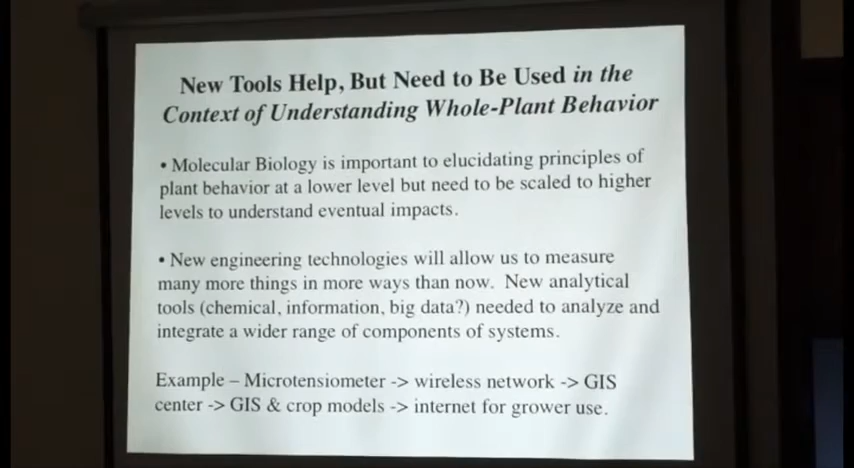 New Tools Help, But Need to Be Used in the
Context of Understanding Whole-Plant Behavior
• Molecular Biology is important to elucidating principles of
plant behavior at a lower level but need to be scaled to higher
levels to understand eventual impacts.
• New engineering technologies will allow us to measure
many more things in more ways than now. New analytical
tools (chemical, information, big data?) needed to analyze and
integrate a wider range of components of systems.
Example – Microtensiometer -> wireless network -> GIS
center -> GIS & crop models -> internet for grower use.